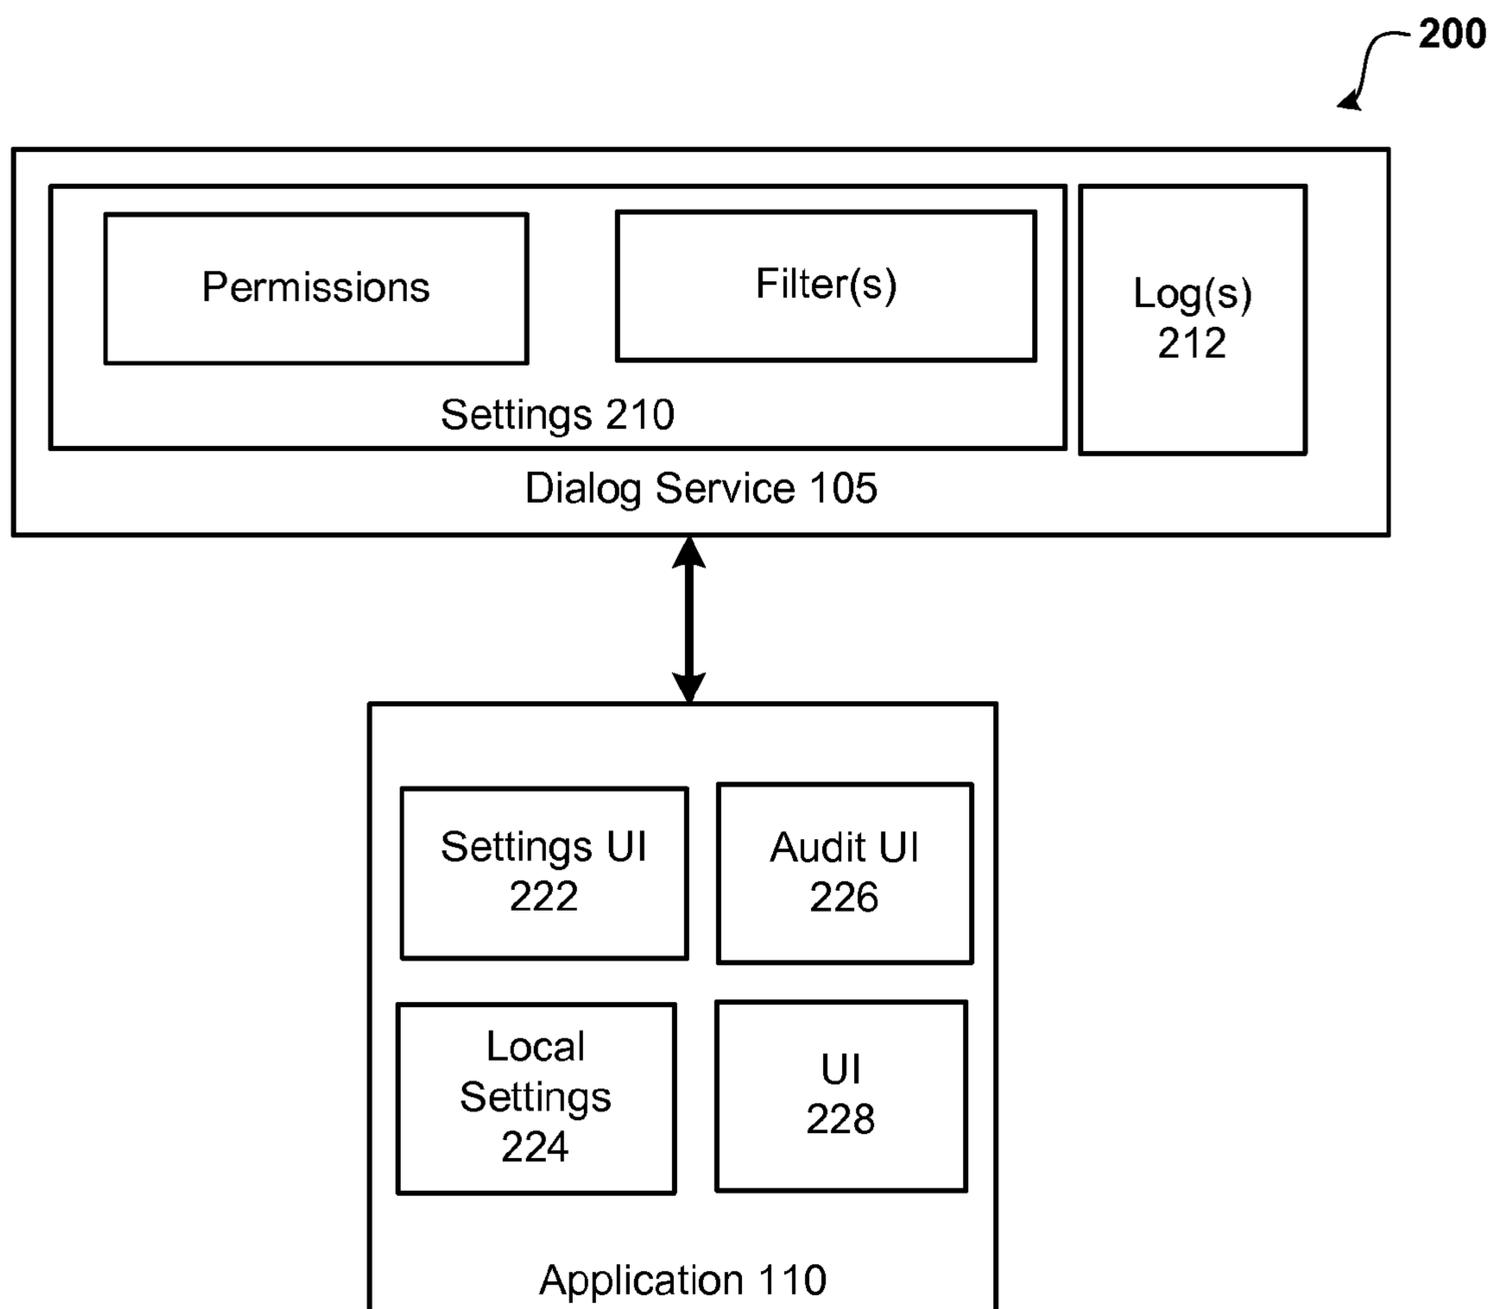 200
Permissions
Filter(s)
Log(s)
212
Settings 210
Dialog Service 105
Settings UI
222
Audit UI
226
Local
Settings
224
UI
228
Application 110